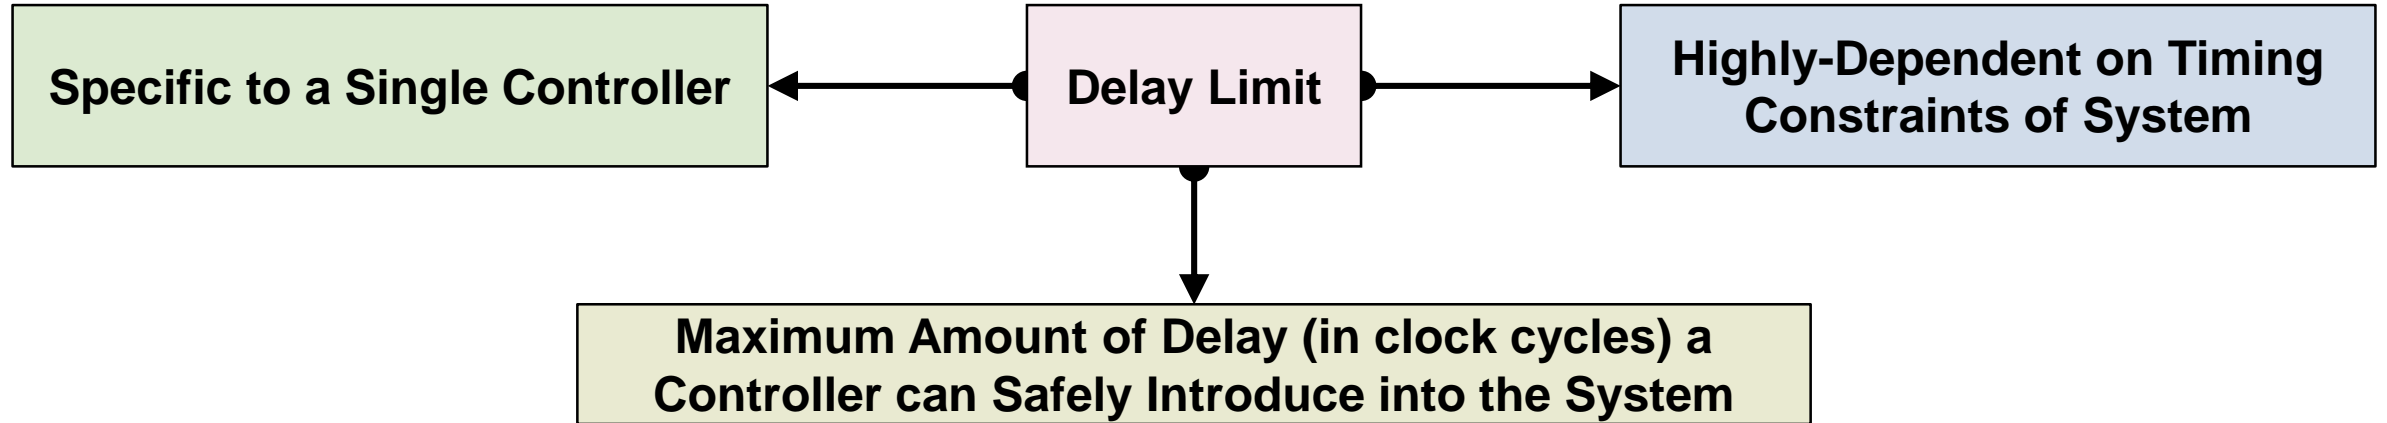 Specific to a Single Controller
Delay Limit
Highly-Dependent on Timing
Constraints of System
Maximum Amount of Delay (in clock cycles) a
Controller can Safely Introduce into the System